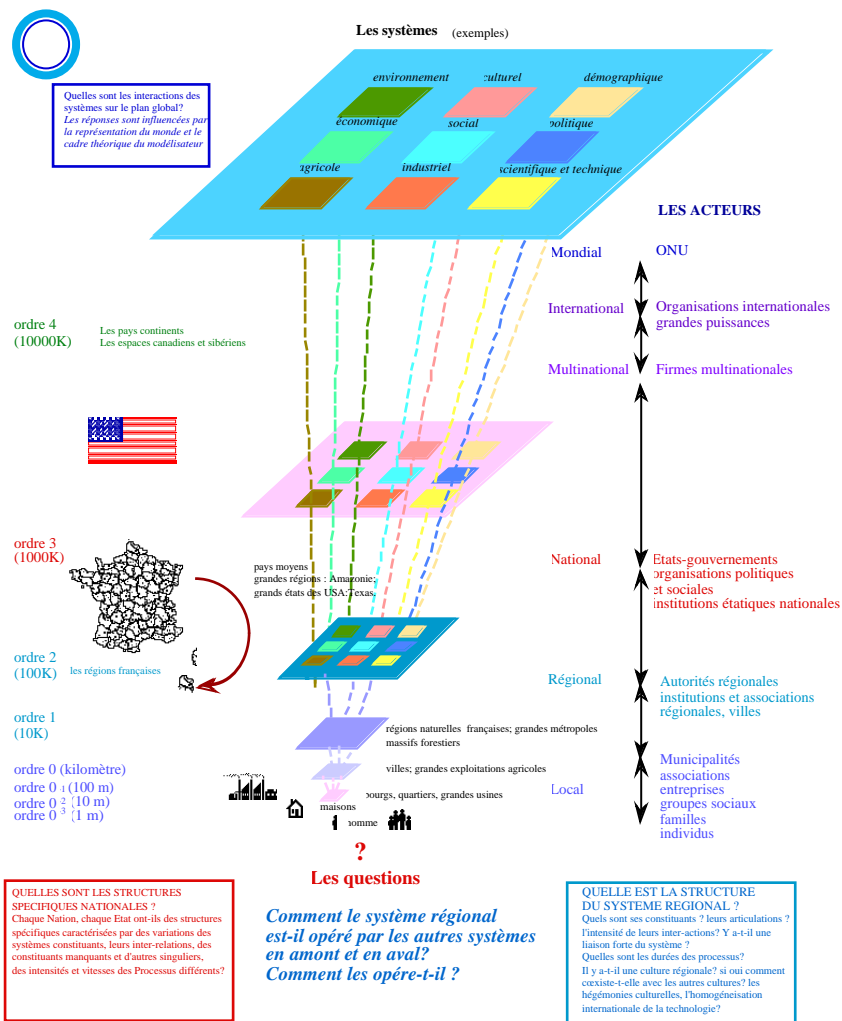 Les systèmes (exemples)
environnement culturel démographique
économique social politique
agricole industriel scientifique et technique
Quelles sont les interactions des
systèmes sur le plan global?
Les réponses sont influencées par
la représentation du monde et le
cadre théorique du modélisateur
LES ACTEURS
Mondial ONU
International Organisations internationales
grandes puissances
Multinational Firmes multinationales
ordre 4
(10000K)
Les pays continents
Les espaces canadiens et sibériens
ordre 3
(1000K)
pays moyens
grandes régions : Amazonie;
grands états des USA:Texas.
National Etats-gouvernements
organisations politiques
et sociales
institutions étatiques nationales
ordre 2
(100K) les régions françaises
Régional Autorités régionales
institutions et associations
régionales, villes
ordre 1
(10K)
régions naturelles françaises; grandes métropoles
massifs forestiers
ordre 0 (kilomètre)
villes; grandes exploitations agricoles
ordre 0 -1 (100 m)
ordre 0 -2 (10 m)
ordre 0 -3 (1 m)
bourgs, quartiers, grandes usines
maisons
homme
Local Municipalités
associations
entreprises
groupes sociaux
familles
individus
?
Les questions
Comment le système régional
est-il opéré par les autres systèmes
en amont et en aval?
Comment les opére-t-il ?
QUELLES SONT LES STRUCTURES
SPECIFIQUES NATIONALES ?
Chaque Nation, chaque Etat ont-ils des structures
spécifiques caractérisées par des variations des
systèmes constituants, leurs inter-relations, des
constituants manquants et d'autres singuliers,
des intensités et vitesses des Processus différents?
QUELLE EST LA STRUCTURE
DU SYSTEME REGIONAL ?
Quels sont ses constituants ? leurs articulations ?
l'intensité de leurs inter-actions? Y a-t-il une
liaison forte du système ?
Quelles sont les durées des processus?
Il y a-t-il une culture régionale? si oui comment
cœxiste-t-elle avec les autres cultures? les
hégémonies culturelles, l'homogéneisation
internationale de la technologie?